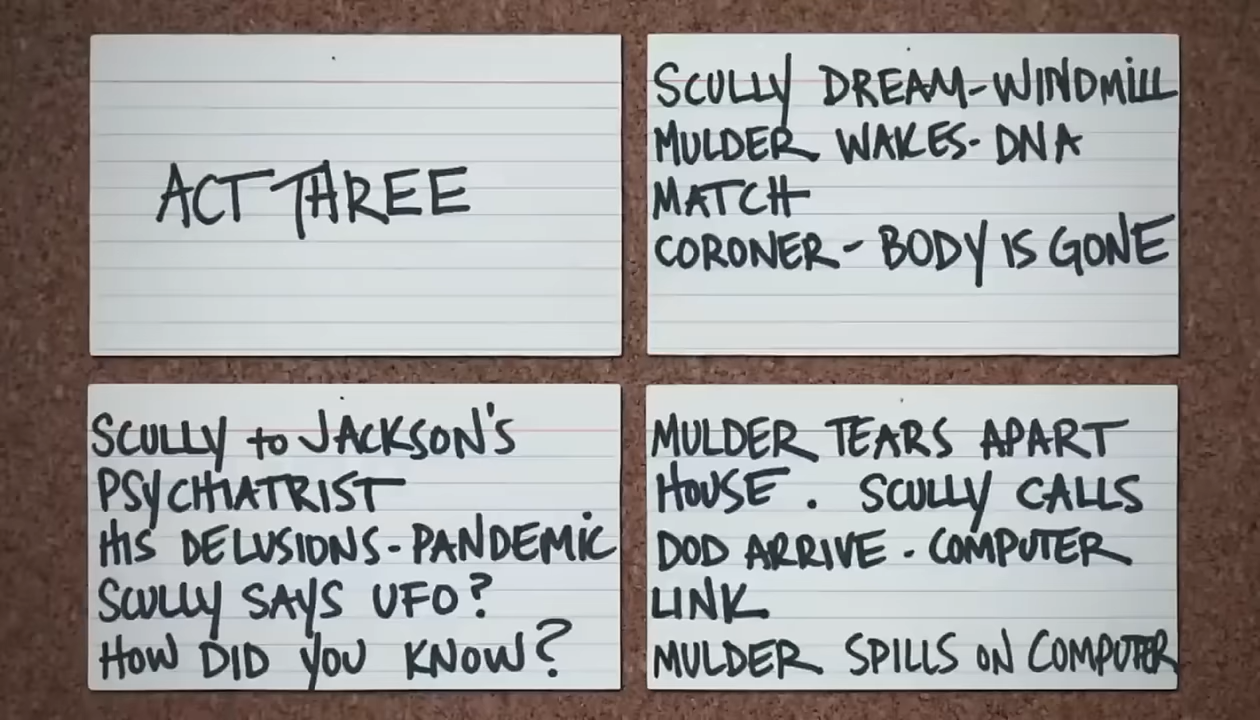 ACT THREE
SCULLY DREAM-WINDMILL
MULDER WAKES- DNA
MATCH
CORONER - BODY IS GONE
SCULLY to JACKSON'S
PSYCHIATRIST
HIS DELUSIONS-PANDEMIC
SCULLY SAYS UFO?
HOW DID YOU KNOW?
MULDER TEARS APART
HOUSE. SCULLY CALLS
DOD ARRIVE. COMPUTER
LINK
MULDER SPILLS ON COMPUTER